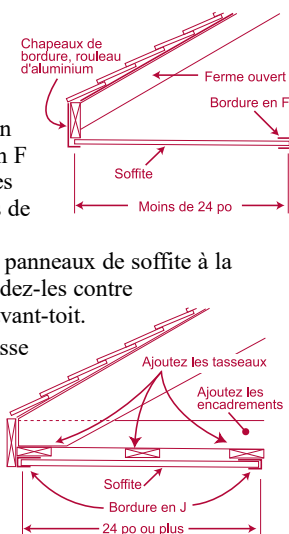 Chapeaux de
bordure, rouleau
d'aluminium
Ferme ouvert
Bordure en F
Soffite
Moins de 24 po
n
n F
es
s de
panneaux de soffite à la
dez-les contre
vant-toit.
sse
Ajoutez les tasseaux
Ajoutez les
encadrements
Soffite
Bordure en J
24 po ou plus